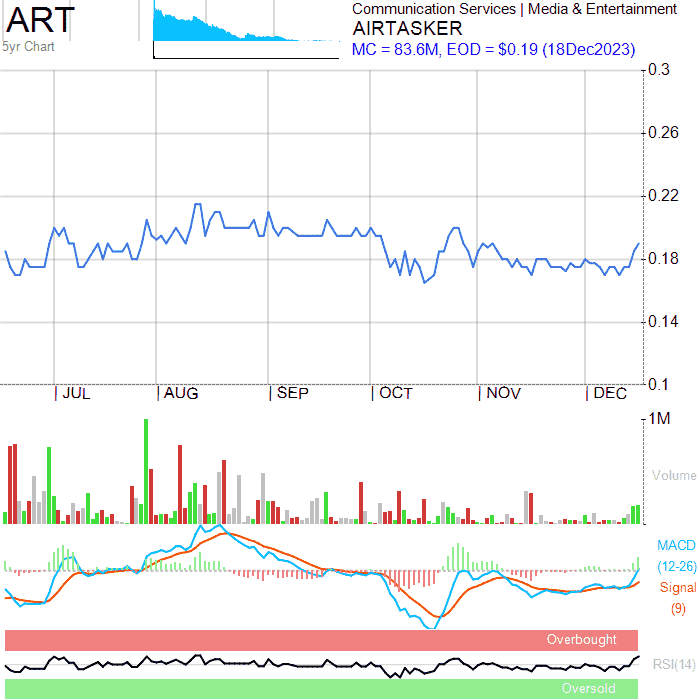 ART
5yr Chart
Communication Services | Media & Entertainment
AIRTASKER
MC = 83.6M, EOD = $0.19 (18Dec2023)
0.3
0.26
0.22
0.18
0.14
0.1
JUL AUG SEP OCT NOV DEC
1M
Volume
MACD
(12-26)
Signal
(9)
Overbought
RSI(14)
Oversold